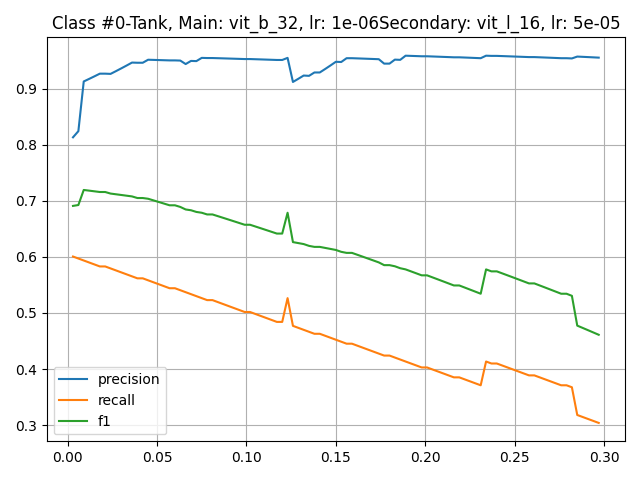 Class #0-Tank, Main: vit_b_32, lr: 1e-06Secondary: vit_l_16, lr: 5e-05
0.9
0.8
0.7
0.6
0.5
0.4
0.3
precision
recall
f1
0.00 0.05 0.10 0.15 0.20 0.25 0.30